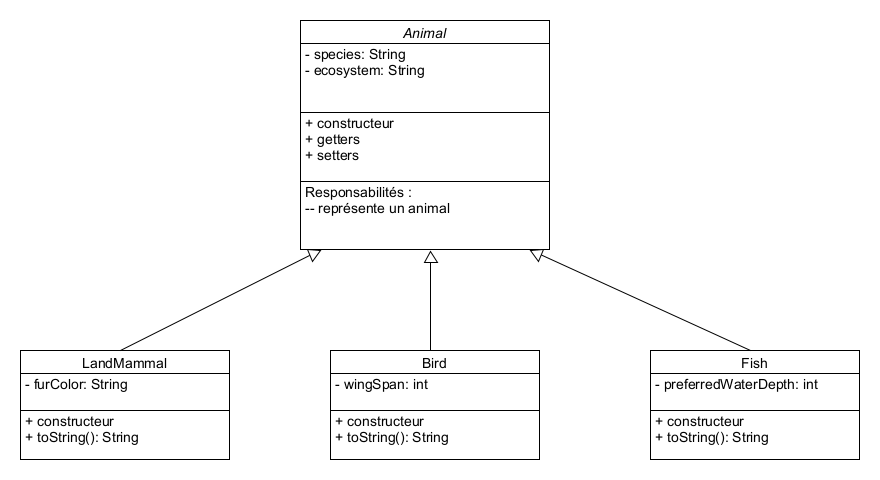 Animal
- species: String
- ecosystem: String
+ constructeur
+ getters
+ setters
Responsabilités :
-- représente un animal
LandMammal
- furColor: String
+ constructeur
+ toString(): String
Bird
- wingSpan: int
+ constructeur
+ toString(): String
Fish
- preferredWaterDepth: int
+ constructeur
+ toString(): String